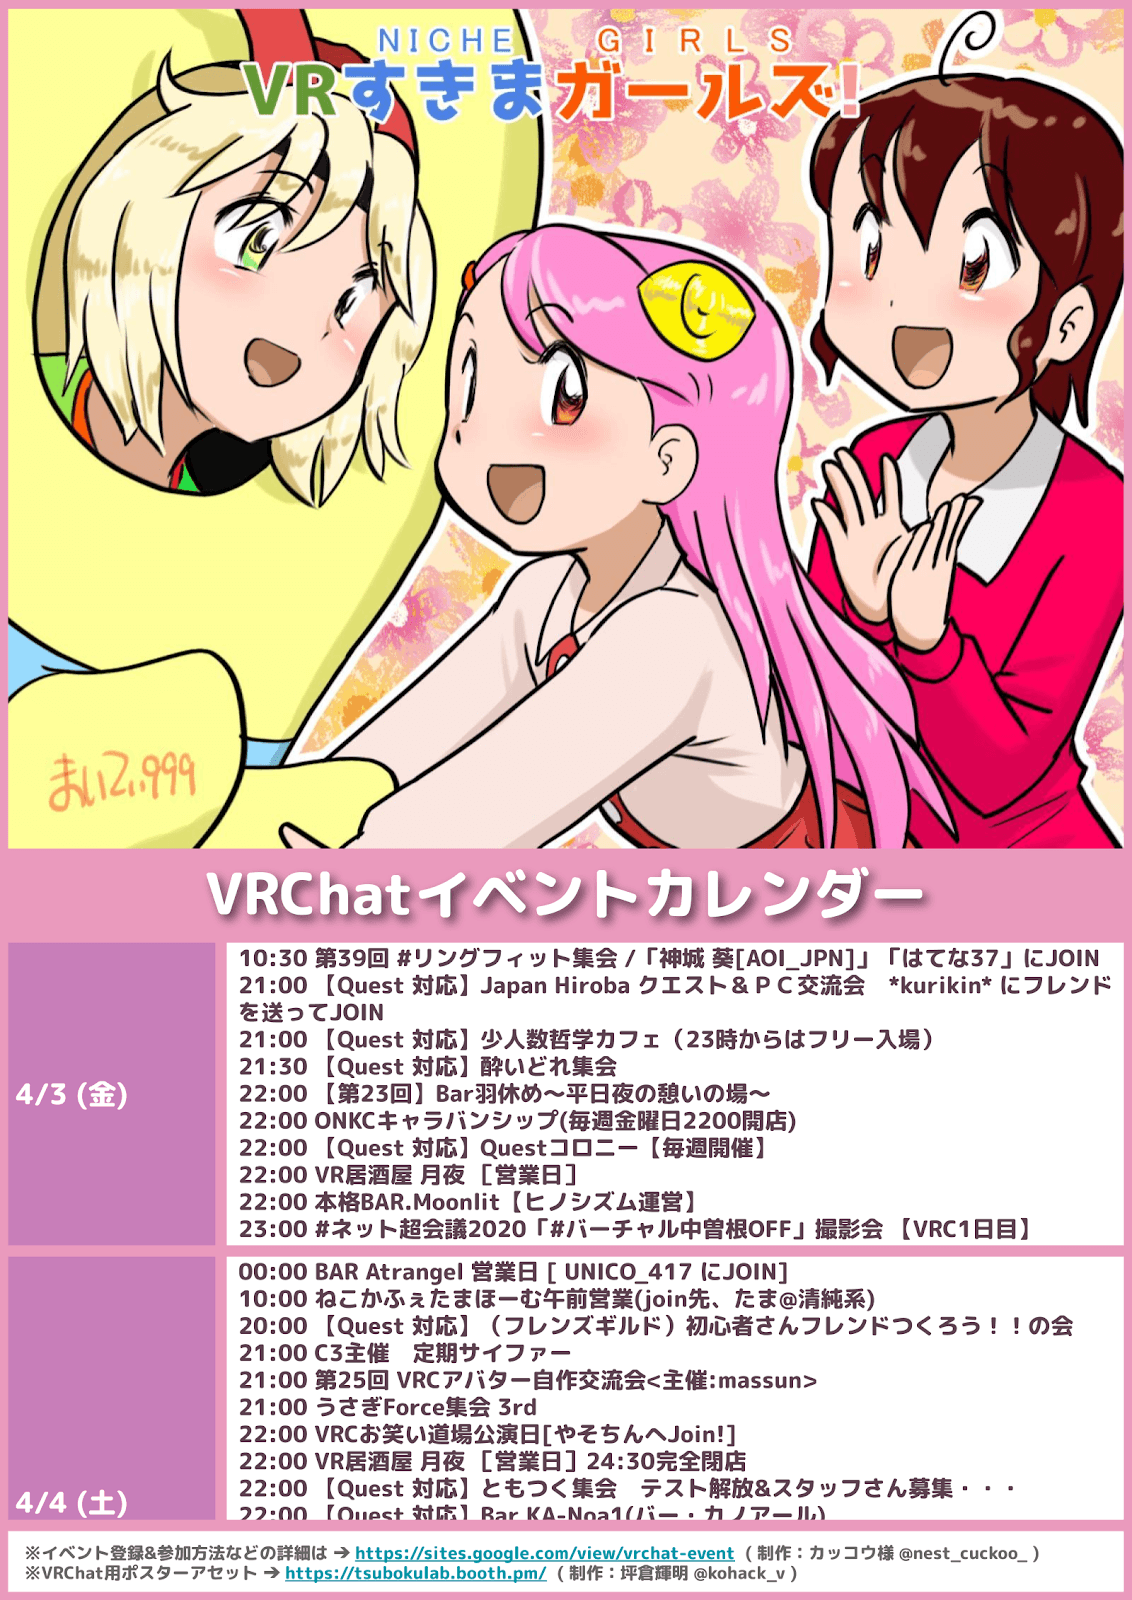 NICHE GIRLS
VRすきまガールズ!
まいてい999
VRChatイベントカレンダー
4/3 (金)
10:30 第39回 #リングフィット集会 /「神城 葵[AOI_JPN]」「はてな37」にJOIN
21:00 【Quest 対応】Japan Hiroba クエスト＆ＰＣ交流会　*kurikin* にフレンド
を送ってJOIN
21:00 【Quest 対応】少人数哲学カフェ（23時からはフリー入場）
21:30 【Quest 対応】酔いどれ集会
22:00 【第23回】Bar羽休め～平日夜の憩いの場～
22:00 ONKCキャラバンシップ(毎週金曜日2200開店)
22:00 【Quest 対応】Questコロニー【毎週開催】
22:00 VR居酒屋 月夜 ［営業日］
22:00 本格BAR.Moonlit【ヒノシズム運営】
23:00 #ネット超会議2020「#バーチャル中曽根OFF」撮影会 【VRC1日目】
4/4 (土)
00:00 BAR Atrangel 営業日 [ UNICO_417 にJOIN]
10:00 ねこかふぇたまほーむ午前営業(join先、たま@清純系)
20:00 【Quest 対応】（フレンズギルド）初心者さんフレンドつくろう！！の会
21:00 C3主催　定期サイファー
21:00 第25回 VRCアバター自作交流会<主催:massun>
21:00 うさぎForce集会 3rd
22:00 VRCお笑い道場公演日[やそちんへJoin!]
22:00 VR居酒屋 月夜 ［営業日］24:30完全閉店
22:00 【Quest 対応】ともつく集会　テスト解放&スタッフさん募集・・・
22:00 【Quest 対応】Bar KA-Noa1(バー・カノアール)
※イベント登録&参加方法などの詳細は ➔ https://sites.google.com/view/vrchat-event ( 制作：カッコウ様 @nest_cuckoo_ )
※VRChat用ポスターアセット ➔ https://tsubokulab.booth.pm/ ( 制作：坪倉輝明 @kohack_v )